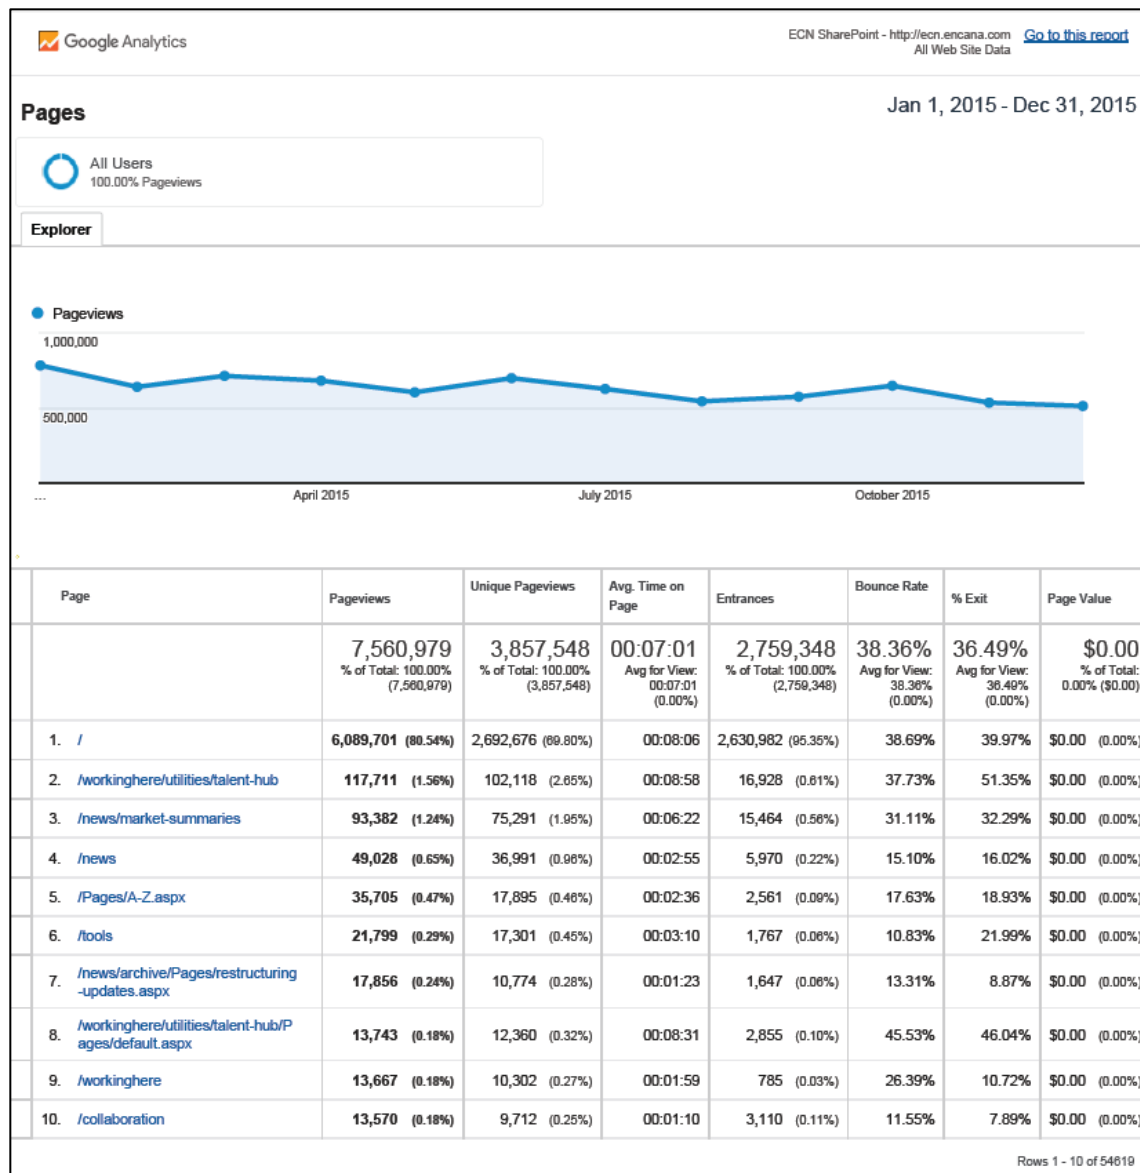 Google Analytics
ECN SharePoint - http://ecn.encana.com Go to this report
All Web Site Data
Pages
Jan 1, 2015 - Dec 31, 2015
All Users
100.00% Pageviews
Explorer
Pageviews
1,000,000
500,000
... April 2015 July 2015 October 2015
Page Pageviews Unique Pageviews Avg. Time on Page Entrances Bounce Rate % Exit Page Value
7,560,979 3,857,548 00:07:01 2,759,348 38.36% 36.49% $0.00
% of Total: 100.00% (7,560,979) % of Total: 100.00% (3,857,548) Avg for View: 00:07:01 (0.00%) % of Total: 100.00% (2,759,348) Avg for View: 38.36% (0.00%) Avg for View: 36.49% (0.00%) % of Total: 0.00% ($0.00)
1. / 6,089,701 (80.54%) 2,692,676 (69.80%) 00:08:06 2,630,982 (95.35%) 38.69% 39.97% $0.00 (0.00%)
2. /workinghere/utilities/talent-hub 117,711 (1.56%) 102,118 (2.65%) 00:08:58 16,928 (0.61%) 37.73% 51.35% $0.00 (0.00%)
3. /news/market-summaries 93,382 (1.24%) 75,291 (1.95%) 00:06:22 15,464 (0.56%) 31.11% 32.29% $0.00 (0.00%)
4. /news 49,028 (0.65%) 36,991 (0.96%) 00:02:55 5,970 (0.22%) 15.10% 16.02% $0.00 (0.00%)
5. /Pages/A-Z.aspx 35,705 (0.47%) 17,895 (0.46%) 00:02:36 2,561 (0.09%) 17.63% 18.93% $0.00 (0.00%)
6. /tools 21,799 (0.29%) 17,301 (0.45%) 00:03:10 1,767 (0.06%) 10.83% 21.99% $0.00 (0.00%)
7. /news/archive/Pages/restructuring
-updates.aspx 17,856 (0.24%) 10,774 (0.28%) 00:01:23 1,647 (0.06%) 13.31% 8.87% $0.00 (0.00%)
8. /workinghere/utilities/talent-hub/P
ages/default.aspx 13,743 (0.18%) 12,360 (0.32%) 00:08:31 2,855 (0.10%) 45.53% 46.04% $0.00 (0.00%)
9. /workinghere 13,667 (0.18%) 10,302 (0.27%) 00:01:59 785 (0.03%) 26.39% 10.72% $0.00 (0.00%)
10. /collaboration 13,570 (0.18%) 9,712 (0.25%) 00:01:10 3,110 (0.11%) 11.55% 7.89% $0.00 (0.00%)
Rows 1 - 10 of 54619